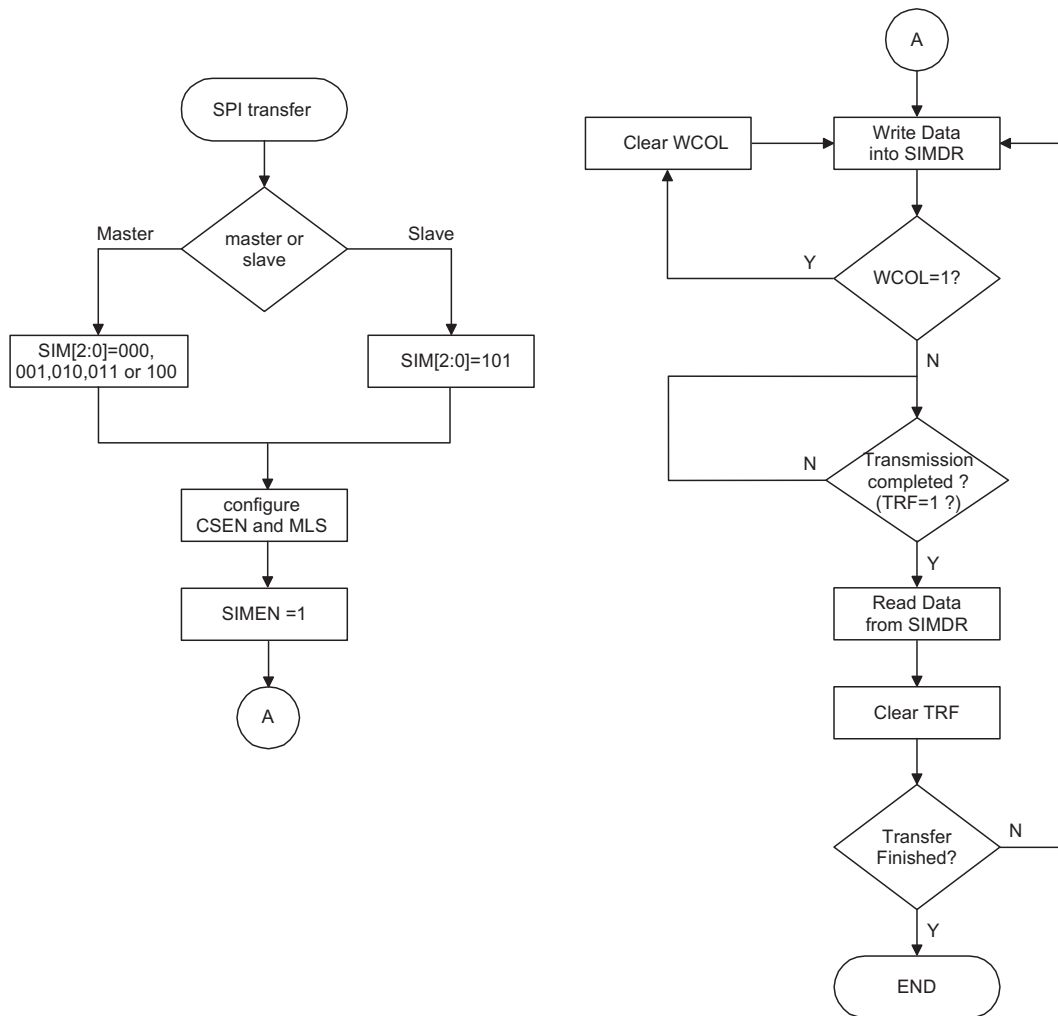 SPI transfer
master or
slave
Master
Slave
SIM[2:0]=000,
001,010,011 or 100
SIM[2:0]=101
configure
CSEN and MLS
SIMEN =1
A
A
Clear WCOL
Write Data
into SIMDR
Y
WCOL=1?
N
N
Transmission
completed ?
(TRF=1 ?)
Y
Read Data
from SIMDR
Clear TRF
Transfer
Finished?
N
Y
END